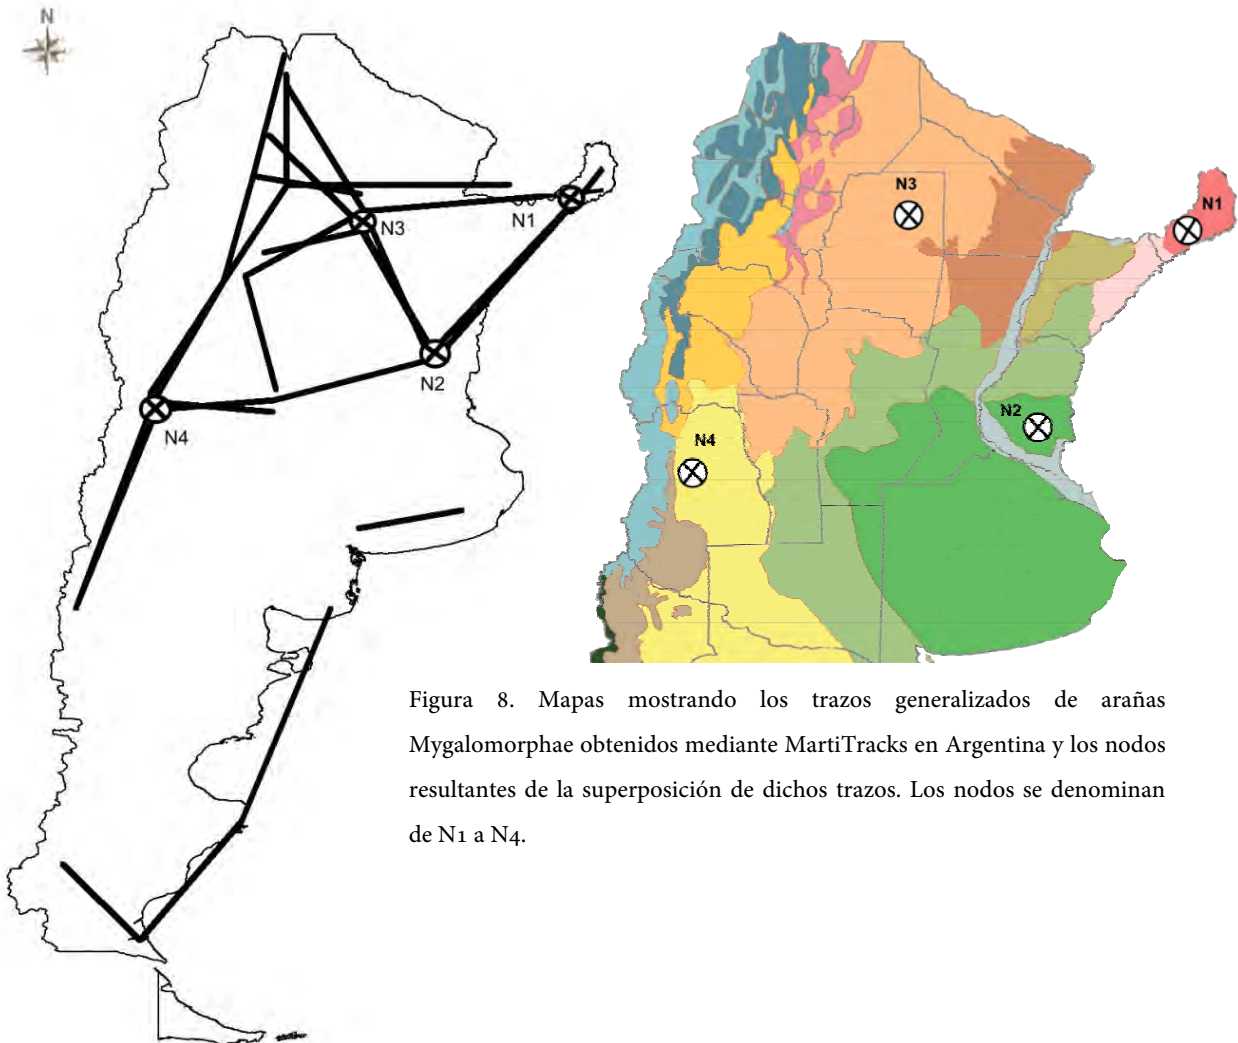 N
N1
N3
N2
N4
N3
N1
N2
N4
Figura 8. Mapas mostrando los trazos generalizados de arañas
Mygalomorphae obtenidos mediante MartiTracks en Argentina y los nodos
resultantes de la superposición de dichos trazos. Los nodos se denominan
de N1 a N4.